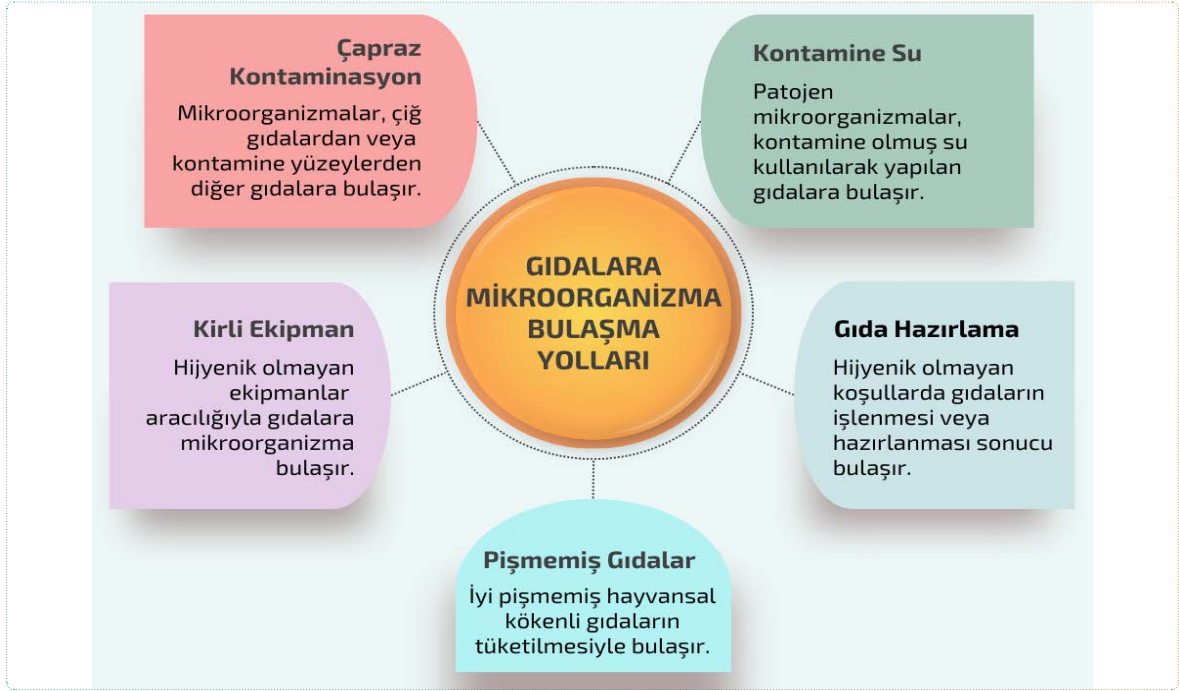 Çapraz
Kontaminasyon
Mikroorganizmalar, çiğ
gıdalardan veya
kontamine yüzeylerden
diğer gıdalara bulaşır.
Kontamine Su
Patojen
mikroorganizmalar,
kontamine olmuş su
kullanılarak yapılan
gıdalara bulaşır.
GIDALARA
MİKROORGANİZMA
BULAŞMA
YOLLARI
Kirli Ekipman
Hijyenik olmayan
ekipmanlar
aracılığıyla gıdalara
mikroorganizma
bulaşır.
Gıda Hazırlama
Hijyenik olmayan
koşullarda gıdaların
işlenmesi veya
hazırlanması sonucu
bulaşır.
Pişmemiş Gıdalar
İyi pişmemiş hayvansal
kökenli gıdaların
tüketilmesiyle bulaşır.